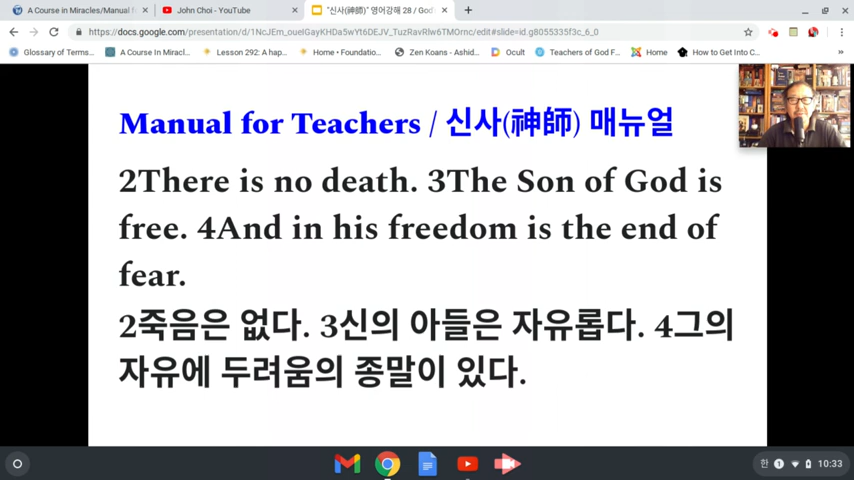 A Course in Miracles/Manual f
John Choi - YouTube
"신사(神師)" 영어강해 28 / God
https://docs.google.com/presentation/d/1NcJEm_oueIGayKHDa5wYt6DEJV_TuzRavRlw6TMOrnc/edit#slide=id.g8055335f3c_6_0
Glossary of Terms...
A Course In Miracl...
Lesson 292: A hap...
Home • Foundatio...
Zen Koans - Ashid...
Ocult
Teachers of God F...
Home
How to Get Into C...
Manual for Teachers / 신사(神師) 매뉴얼
2There is no death. 3The Son of God is
free. 4And in his freedom is the end of
fear.
2죽음은 없다. 3신의 아들은 자유롭다. 4그의
자유에 두려움의 종말이 있다.
한 1 10:33